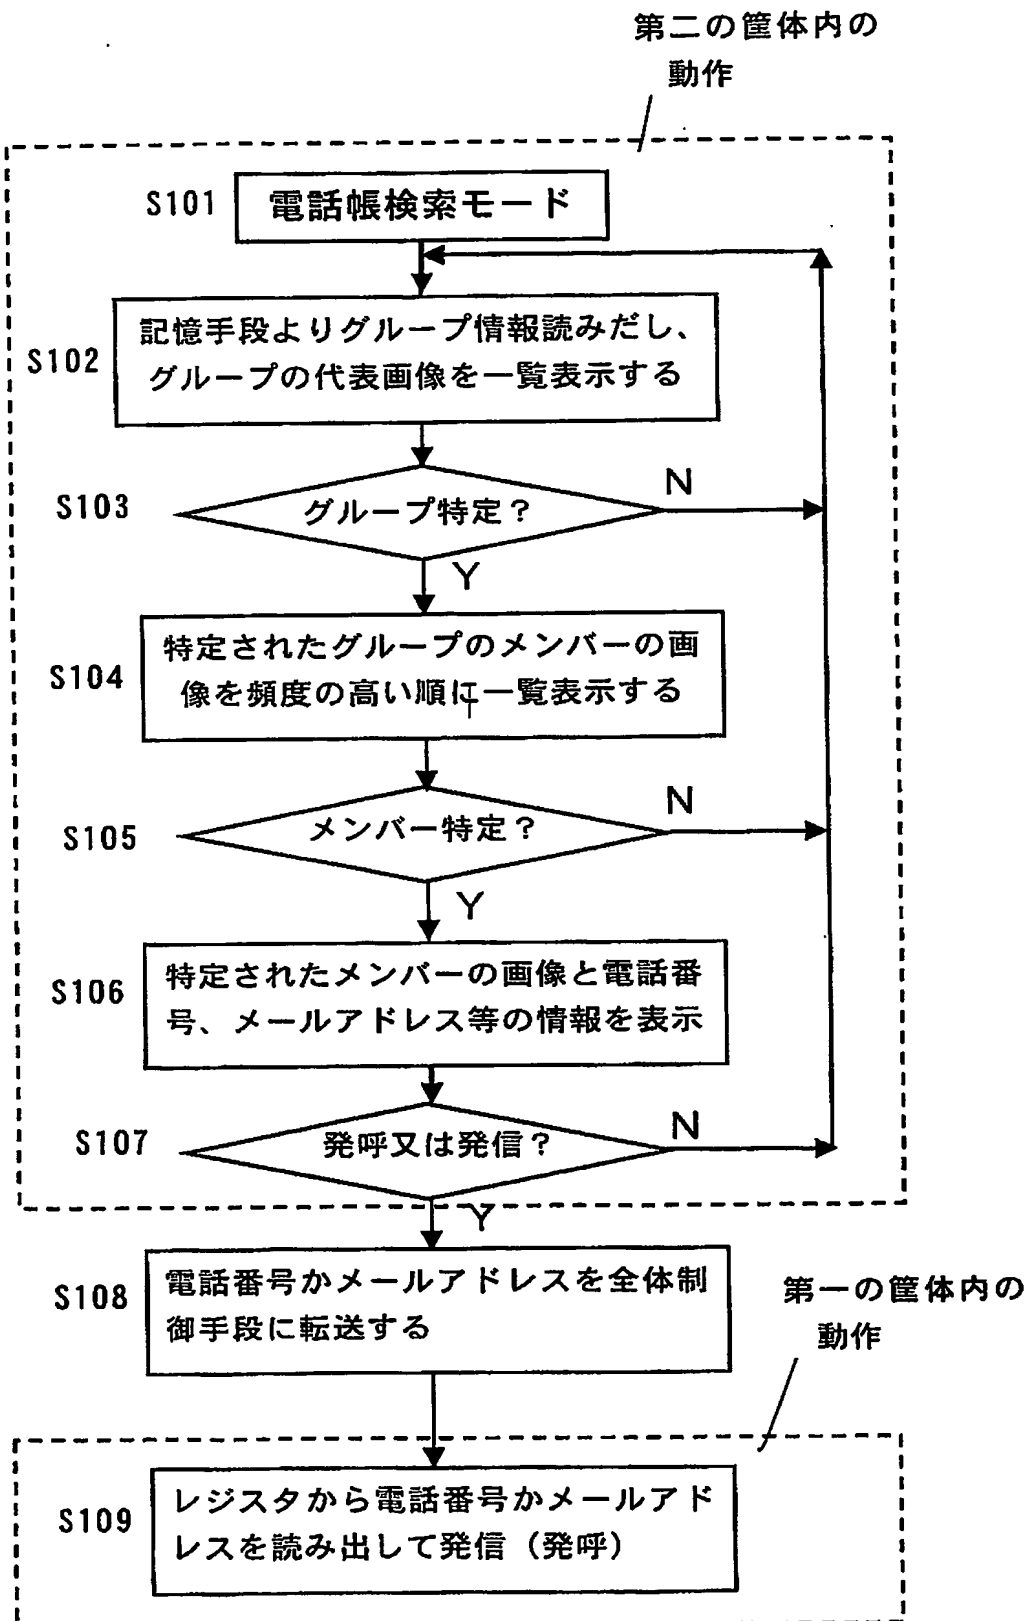 第二の筐体内の
動作
S101
電話帳検索モード
S102
記憶手段よりグループ情報読みだし、
グループの代表画像を一覧表示する
S103
グループ特定？
N
Y
S104
特定されたグループのメンバーの画
像を頻度の高い順に一覧表示する
S105
メンバー特定？
N
Y
S106
特定されたメンバーの画像と電話番
号、メールアドレス等の情報を表示
S107
発呼又は発信？
N
Y
S108
電話番号かメールアドレスを全体制
御手段に転送する
第一の筐体内の
動作
S109
レジスタから電話番号かメールアド
レスを読み出して発信（発呼）